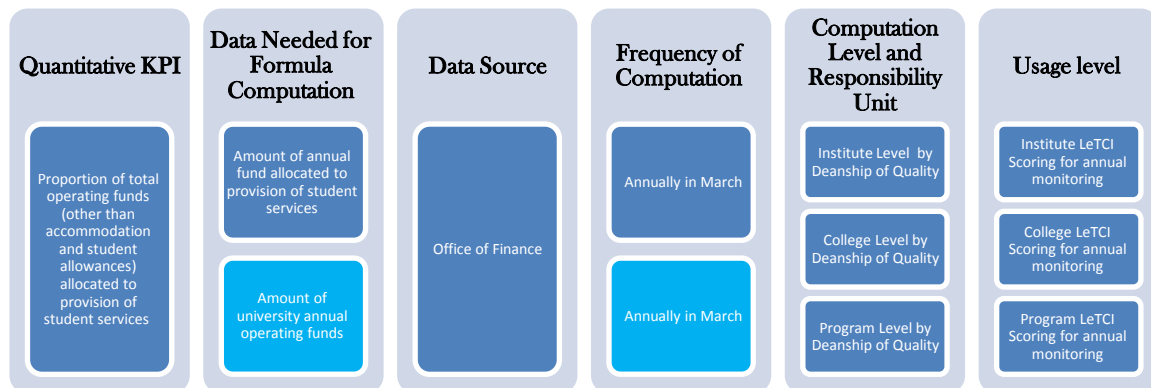 Quantitative KPI
Proportion of total
operating funds
(other than
accommodation
and student
allowances)
allocated to
provision of
student services
Data Needed for
Formula
Computation
Amount of annual
fund allocated to
provision of student
services
Amount of
university annual
operating funds
Data Source
Office of Finance
Frequency of
Computation
Annually in March
Annually in March
Computation
Level and
Responsibility
Unit
Institute Level by
Deanship of Quality
College Level by
Deanship of Quality
Program Level by
Deanship of Quality
Usage level
Institute LeTCI
Scoring for annual
monitoring
College LeTCI
Scoring for annual
monitoring
Program LeTCI
Scoring for annual
monitoring